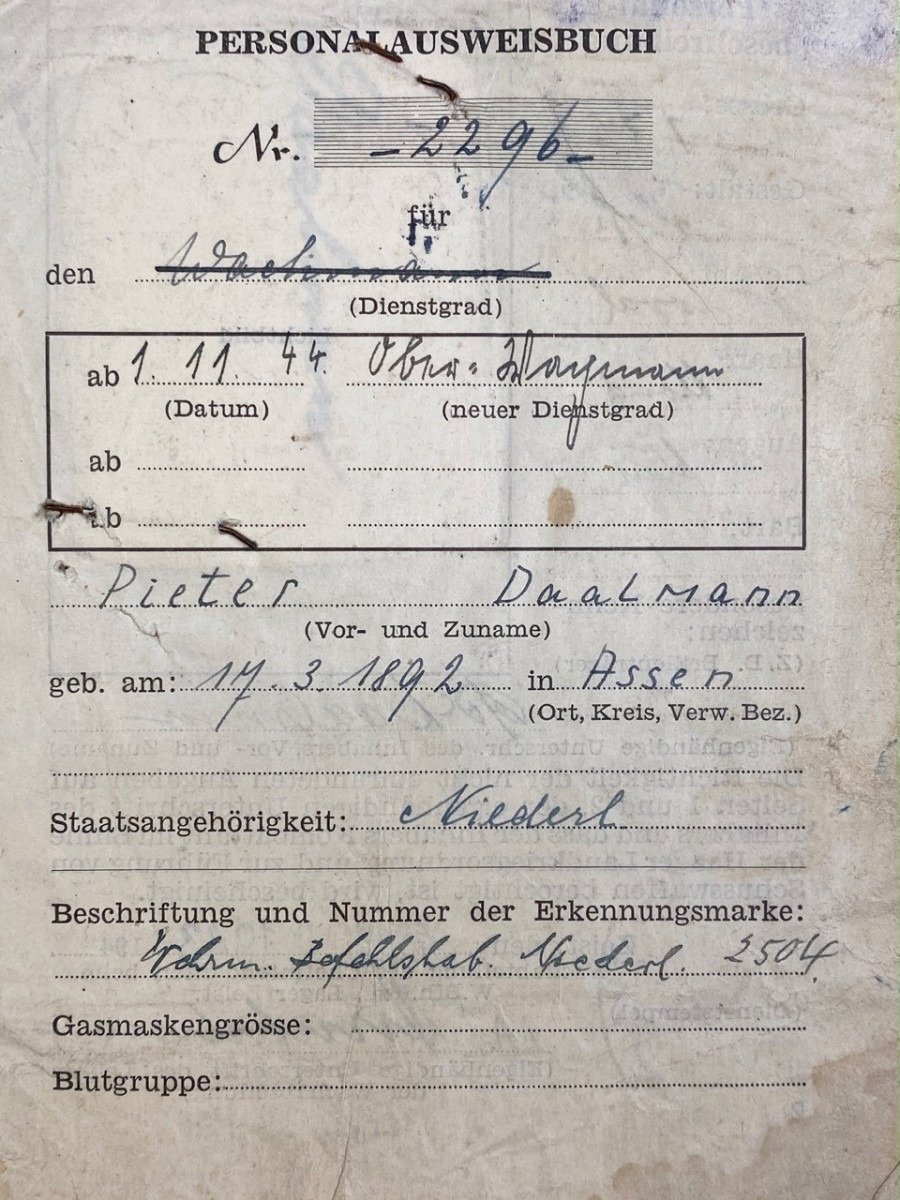 PERSONALAUSWEISBUCH
Nr. -2296-
für
den Wachmann
(Dienstgrad)
ab 1. 11. 44. Ober-Wachmann
(Datum) (neuer Dienstgrad)
ab
ab
Pieter Daalmann
(Vor- und Zuname)
geb. am: 17.3.1892 in Assen
(Ort, Kreis, Verw. Bez.)
Staatsangehörigkeit: Niederl.
Beschriftung und Nummer der Erkennungsmarke:
Wehrm. Befehlshab. Niederl. 2504
Gasmaskengrösse:
Blutgruppe: